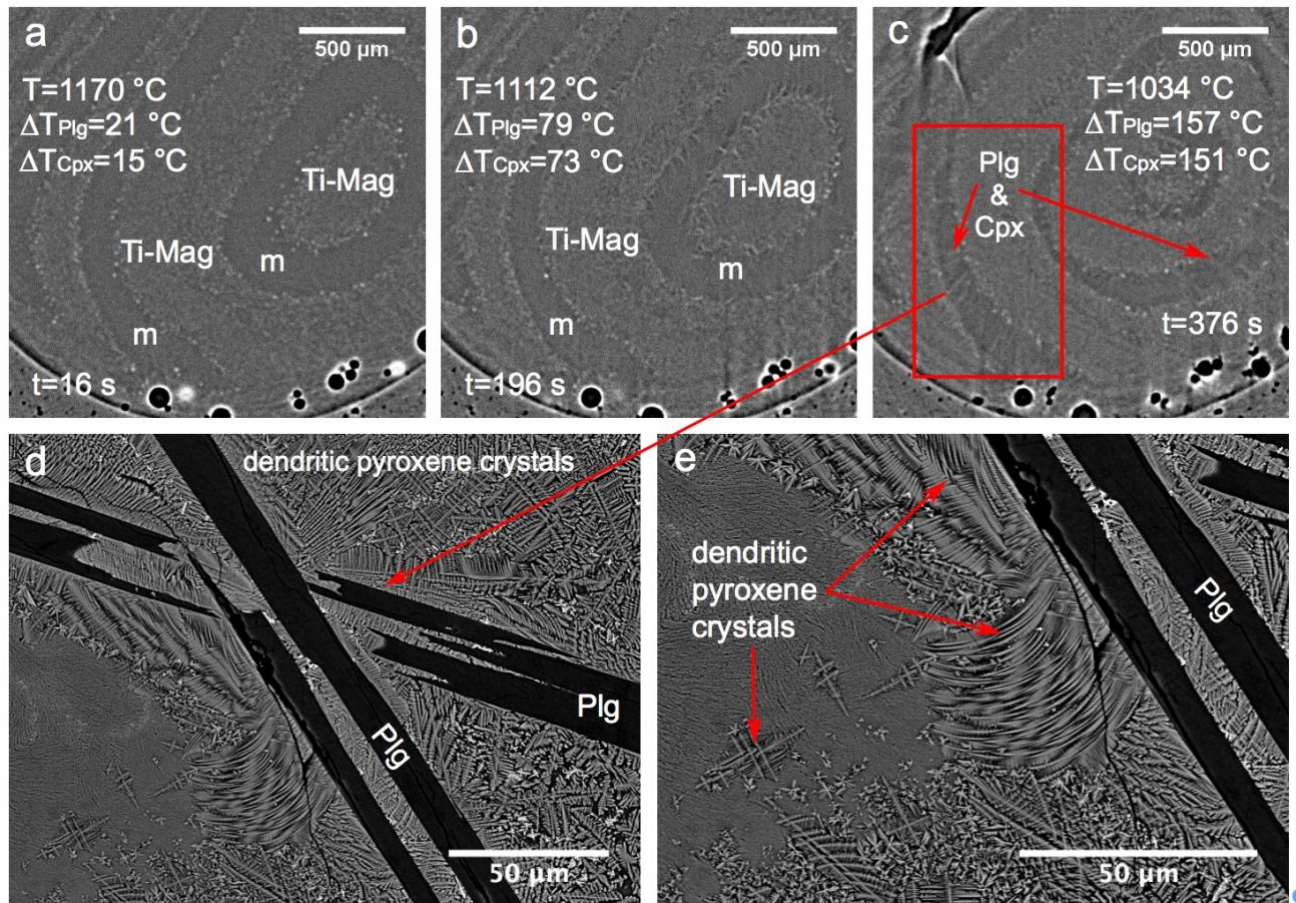 a
500 µm
T=1170 °C
ΔTPlg=21 °C
ΔTCpx=15 °C
Ti-Mag
Ti-Mag
m
m
t=16 s
b
500 µm
T=1112 °C
ΔTPlg=79 °C
ΔTCpx=73 °C
Ti-Mag
Ti-Mag
m
m
t=196 s
c
500 µm
T=1034 °C
ΔTPlg=157 °C
ΔTCpx=151 °C
Plg
&
Cpx
t=376 s
d
dendritic pyroxene crystals
Plg
Plg
50 µm
e
dendritic
pyroxene
crystals
Plg
50 µm